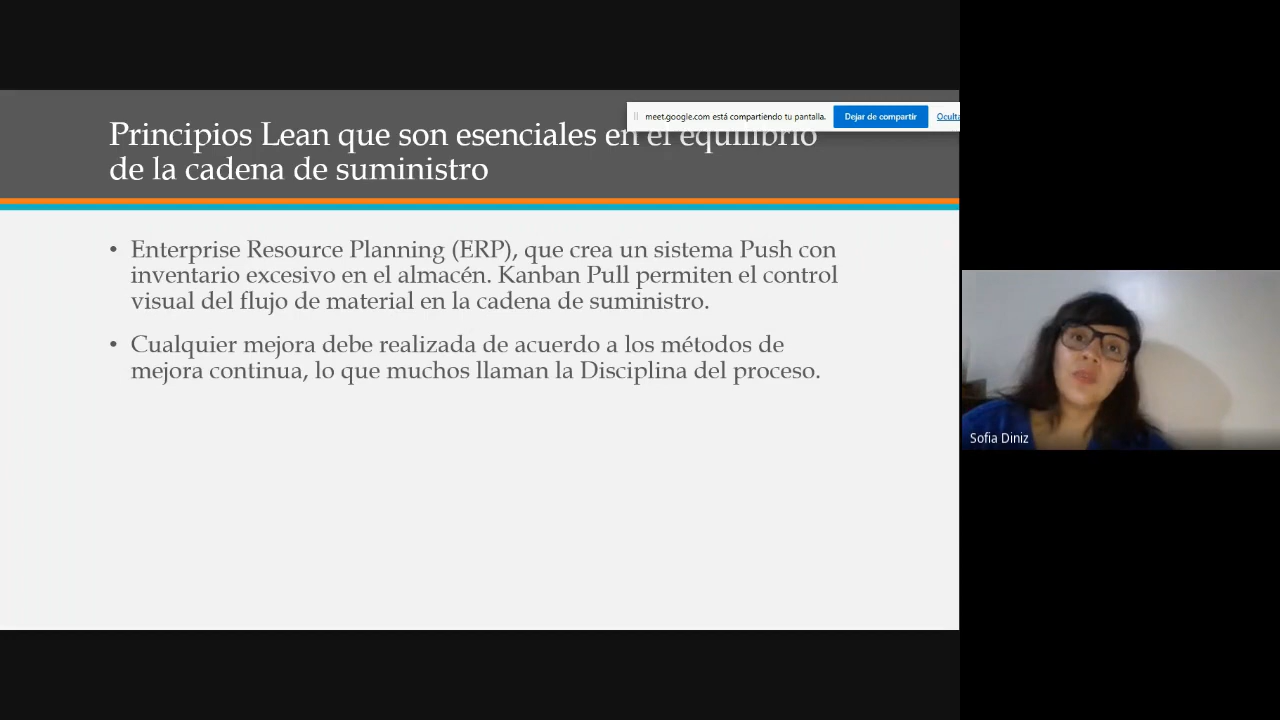 meet.google.com está compartiendo tu pantalla.
Dejar de compartir
Principios Lean que son esenciales en el equilibrio
de la cadena de suministro
• Enterprise Resource Planning (ERP), que crea un sistema Push con
inventario excesivo en el almacén. Kanban Pull permiten el control
visual del flujo de material en la cadena de suministro.
• Cualquier mejora debe realizada de acuerdo a los métodos de
mejora continua, lo que muchos llaman la Disciplina del proceso.
Sofia Diniz